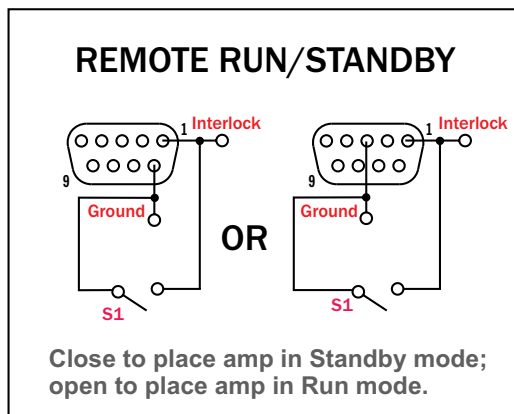 REMOTE RUN/STANDBY
1 Interlock
9
Ground
S1
OR
1 Interlock
9
Ground
S1
Close to place amp in Standby mode;
open to place amp in Run mode.